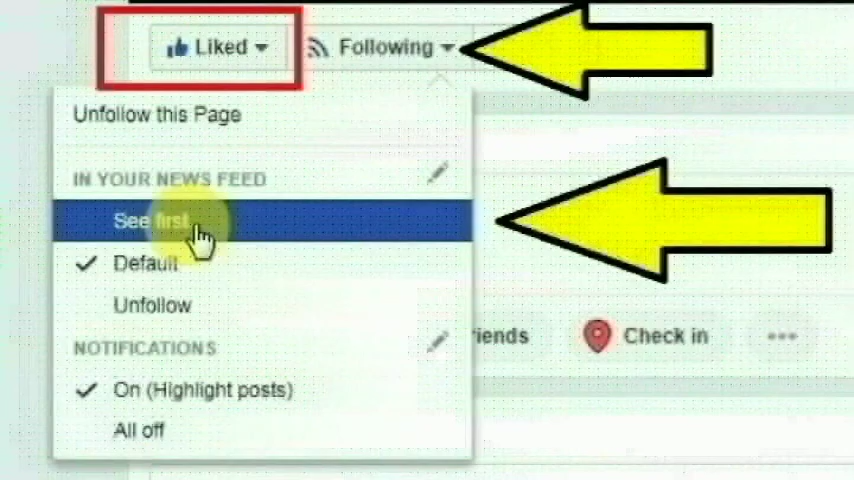 Liked Following
Unfollow this Page
IN YOUR NEWS FEED
See first
Default
Unfollow
riends Check in
NOTIFICATIONS
On (Highlight posts)
All off